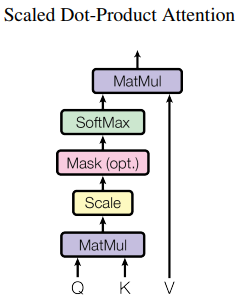 Scaled Dot-Product Attention
MatMul
SoftMax
Mask (opt.)
Scale
MatMul
Q K V